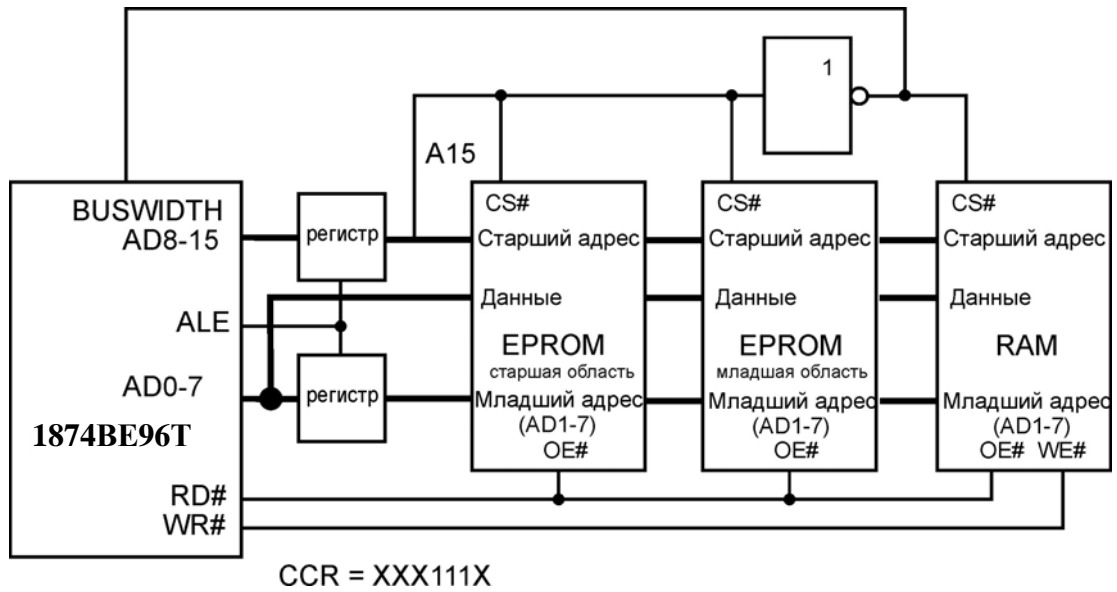 1
A15
BUSWIDTH
AD8-15
ALE
AD0-7
1874ВЕ96Т
RD#
WR#
регистр
регистр
CS#
Старший адрес
Данные
EPROM
старшая область
Младший адрес
(AD1-7)
OE#
CS#
Старший адрес
Данные
EPROM
младшая область
Младший адрес
(AD1-7)
OE#
CS#
Старший адрес
Данные
RAM
Младший адрес
(AD1-7)
OE# WE#
CCR = XXX111X